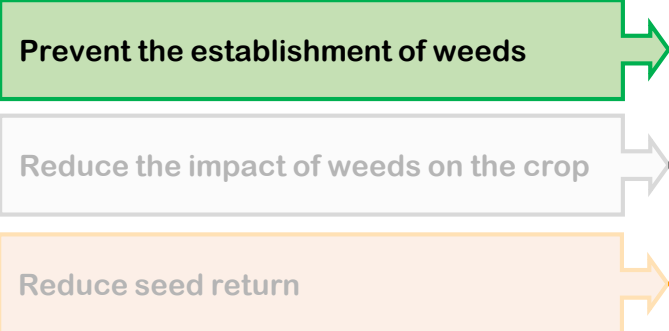 Prevent the establishment of weeds
Reduce the impact of weeds on the crop
Reduce seed return